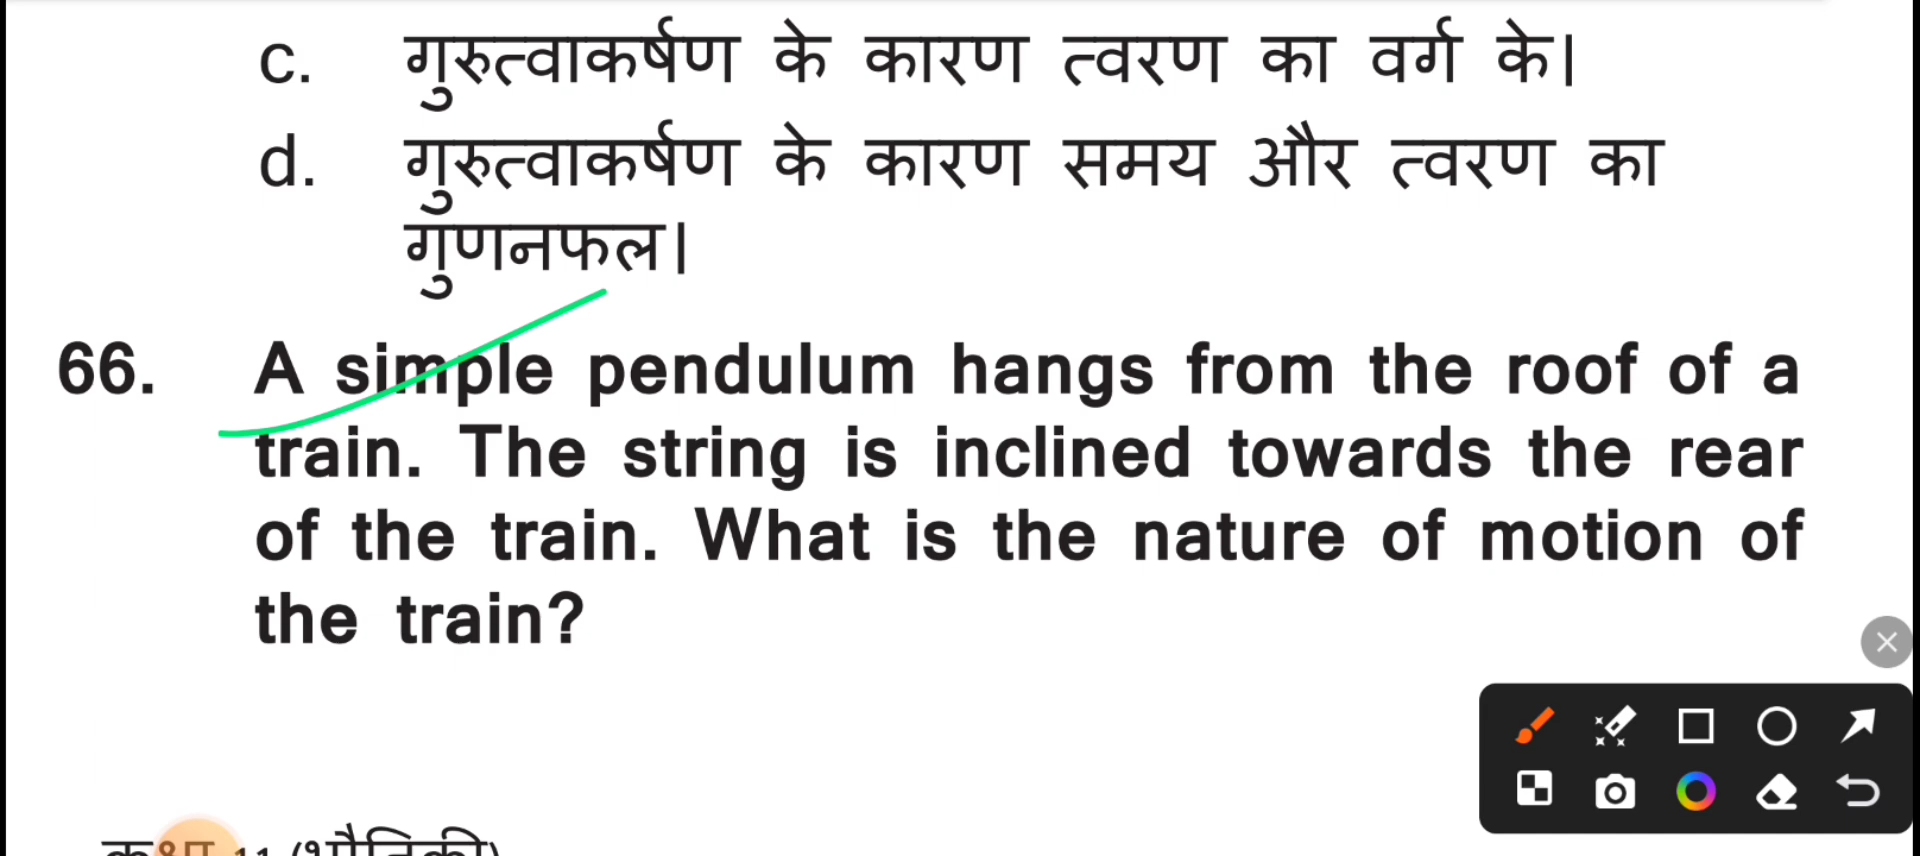 c. गुरुत्वाकर्षण के कारण त्वरण का वर्ग के।
d. गुरुत्वाकर्षण के कारण समय और त्वरण का
गुणनफल।
66. A simple pendulum hangs from the roof of a
train. The string is inclined towards the rear
of the train. What is the nature of motion of
the train?
कक्षा 11 (भौतिकी)